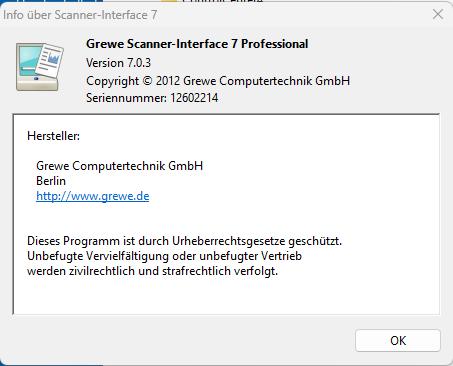 Info über Scanner-Interface 7
Grewe Scanner-Interface 7 Professional
Version 7.0.3
Copyright © 2012 Grewe Computertechnik GmbH
Seriennummer: 12602214
Hersteller:
Grewe Computertechnik GmbH
Berlin
http://www.grewe.de
Dieses Programm ist durch Urheberrechtsgesetze geschützt.
Unbefugte Vervielfältigung oder unbefugter Vertrieb
werden zivilrechtlich und strafrechtlich verfolgt.
OK